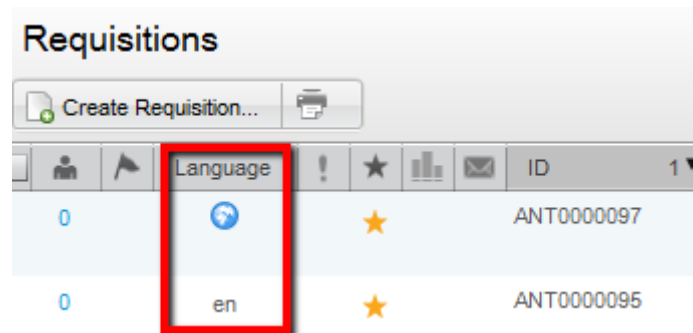 Requisitions
Create Requisition...
Language ! ID 1
0 ANT0000097
0 en ANT0000095